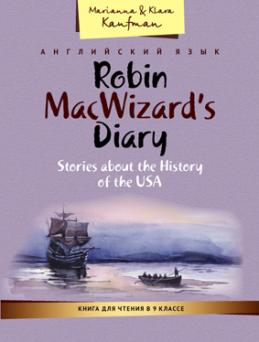 Marianna & Klara
Kaufman
АНГЛИЙСКИЙ ЯЗЫК
Robin
MacWizard's
Diary
Stories about the History
of the USA
КНИГА ДЛЯ ЧТЕНИЯ В 9 КЛАССЕ